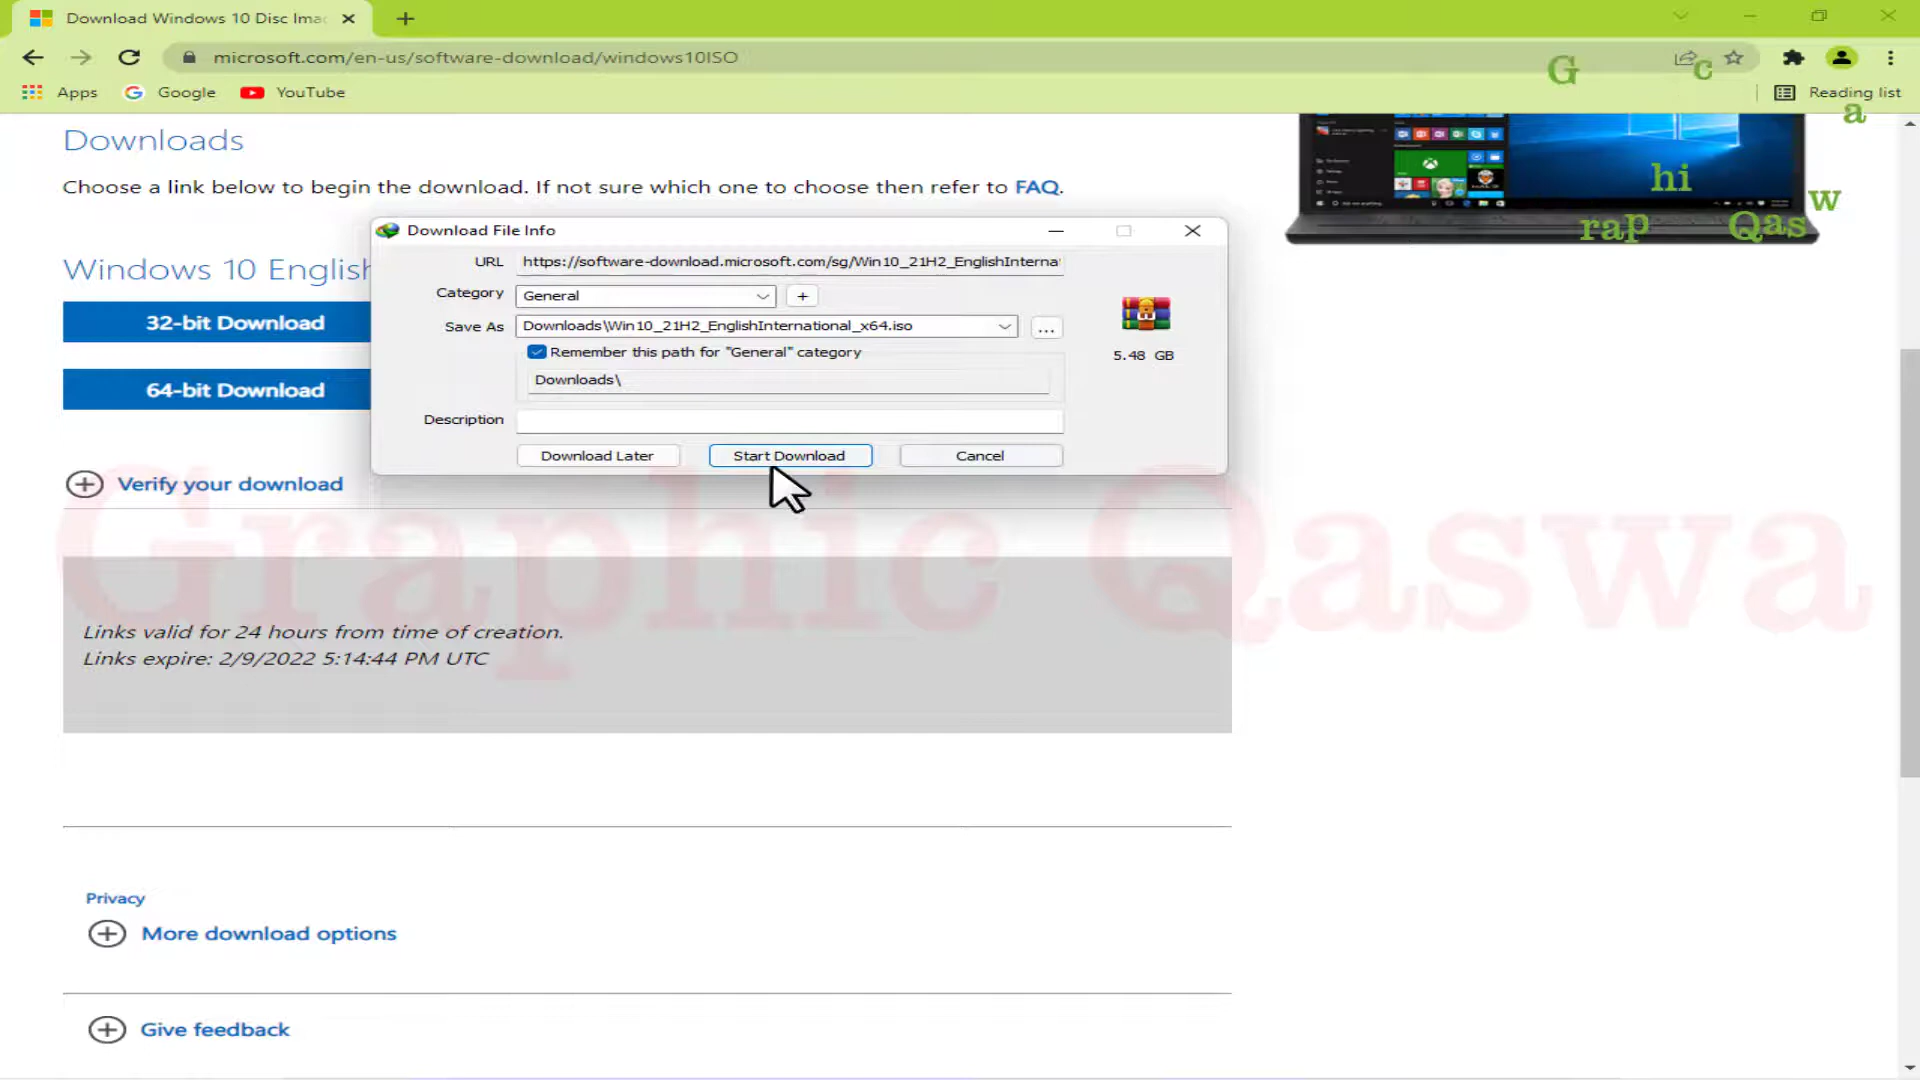 Download Windows 10 Disc Ima
microsoft.com/en-us/software-download/windows10ISO
Apps
Google
YouTube
Reading list
G
c
a
hi
w
rap
Qas
Downloads
Choose a link below to begin the download. If not sure which one to choose then refer to FAQ.
Windows 10 English
32-bit Download
64-bit Download
Download File Info
URL
https://software-download.microsoft.com/sg/Win10_21H2_EnglishInterna
Category
General
+
Save As
Downloads\Win10_21H2_EnglishInternational_x64.iso
...
5.48 GB
Remember this path for "General" category
Downloads\
Description
Download Later
Start Download
Cancel
Verify your download
Graphic Qaswa
Links valid for 24 hours from time of creation.
Links expire: 2/9/2022 5:14:44 PM UTC
Privacy
More download options
Give feedback